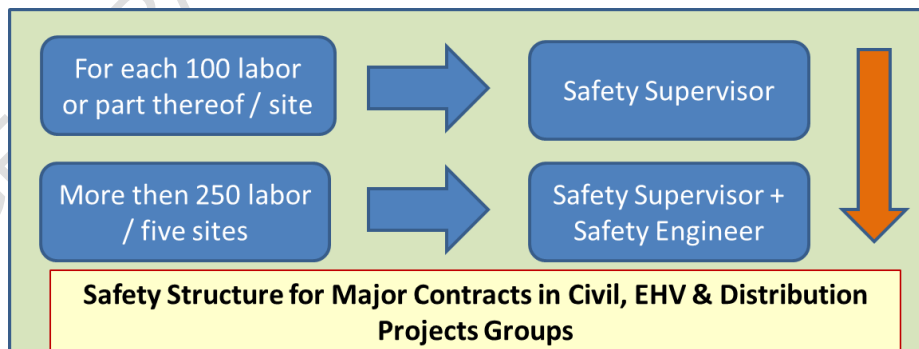 For each 100 labor
or part thereof / site
Safety Supervisor
More then 250 labor
/ five sites
Safety Supervisor +
Safety Engineer
Safety Structure for Major Contracts in Civil, EHV & Distribution
Projects Groups